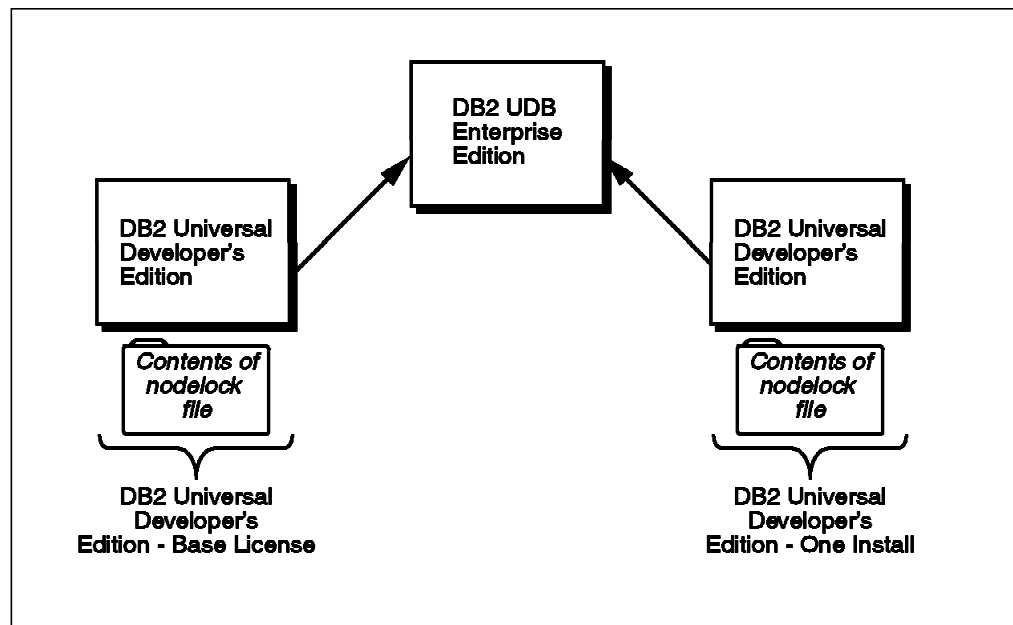 DB2 UDB
Enterprise
Edition
DB2 Universal
Developer's
Edition
DB2 Universal
Developer's
Edition
Contents of
nodelock
file
Contents of
nodelock
file
DB2 Universal
Developer's
Edition - Base License
DB2 Universal
Developer's
Edition - One Install